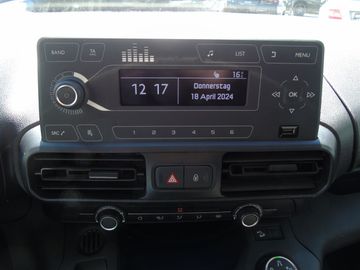 BAND TA LIST MENU
16
12 17 Donnerstag
18 April 2024
OK
SRC
1 2 3 4 5 6